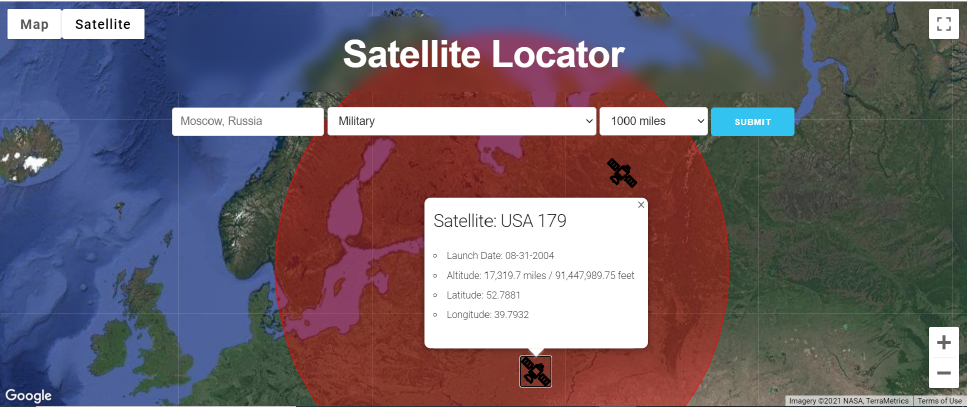 Map
Satellite
Satellite Locator
Moscow, Russia
Military
1000 miles
SUBMIT
X
Satellite: USA 179
Launch Date: 08-31-2004
Altitude: 17,319.7 miles / 91,447,989.75 feet
Latitude: 52.7881
Longitude: 39.7932
+
−
Google
Imagery ©2021 NASA, TerraMetrics
Terms of Use